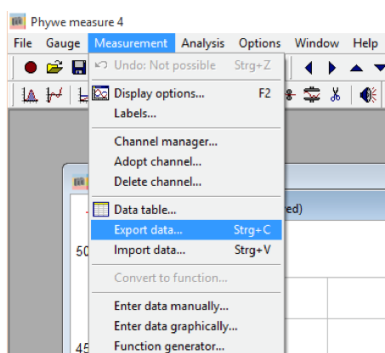 Phywe measure 4
File Gauge Measurement Analysis Options Window Help
Undo: Not possible Strg+Z
Display options... F2
Labels...
Channel manager...
Adopt channel...
Delete channel...
Data table...
ed)
Export data... Strg+C
50
Import data... Strg+V
Convert to function...
Enter data manually...
Enter data graphically...
45
Function generator...